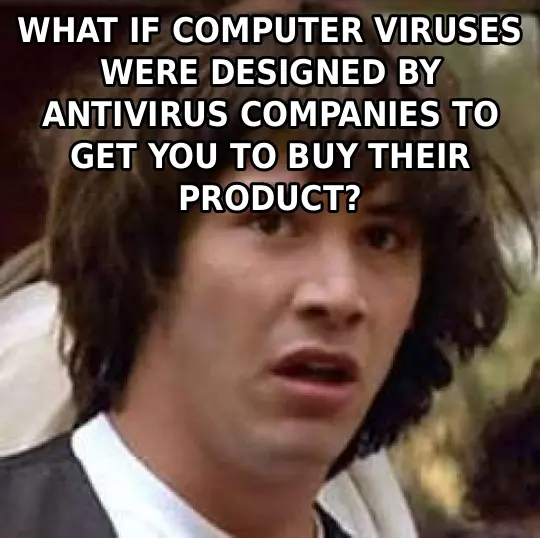 WHAT IF COMPUTER VIRUSES
WERE DESIGNED BY
ANTIVIRUS COMPANIES TO
GET YOU TO BUY THEIR
PRODUCT?